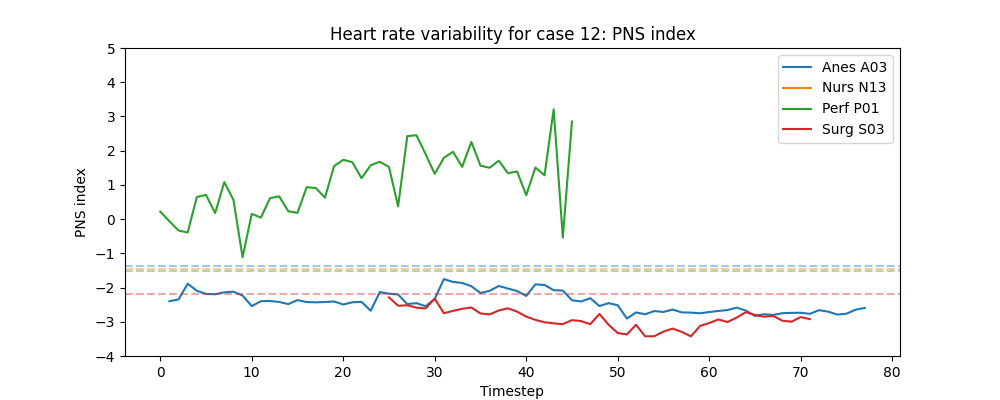 Heart rate variability for case 12: PNS index
5
4
3
2
1
0
−1
−2
−3
−4
PNS index
Anes A03
Nurs N13
Perf P01
Surg S03
0 10 20 30 40 50 60 70 80
Timestep